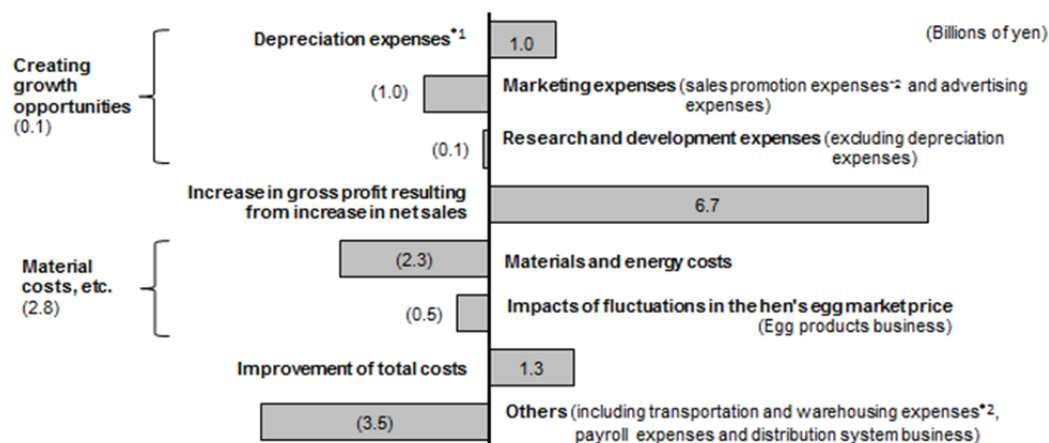 Depreciation expenses*1
1.0
(Billions of yen)
Creating
growth
opportunities
(0.1)
(1.0)
Marketing expenses (sales promotion expenses*2 and advertising
expenses)
(0.1)
Research and development expenses (excluding depreciation
expenses)
Increase in gross profit resulting
from increase in net sales
6.7
Material
costs, etc.
(2.8)
(2.3)
Materials and energy costs
(0.5)
Impacts of fluctuations in the hen's egg market price
(Egg products business)
Improvement of total costs
1.3
(3.5)
Others (including transportation and warehousing expenses*2,
payroll expenses and distribution system business)